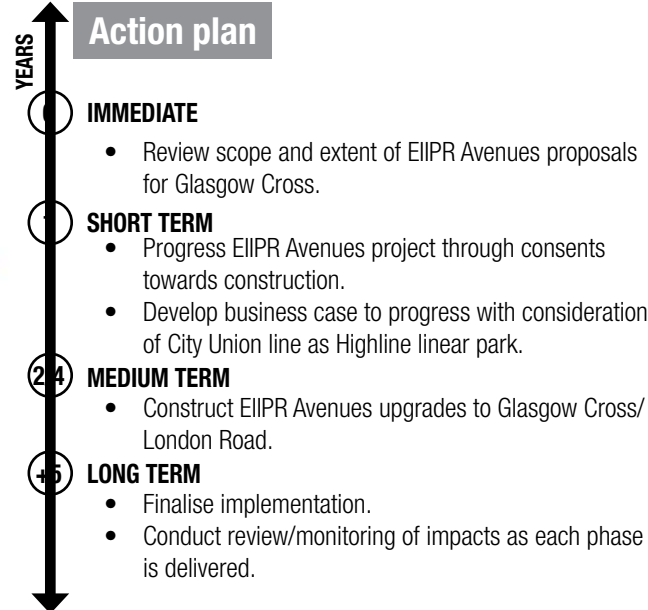 Action plan
YEARS
IMMEDIATE
• Review scope and extent of EIIPR Avenues proposals
for Glasgow Cross.
SHORT TERM
• Progress EIIPR Avenues project through consents
towards construction.
• Develop business case to progress with consideration
of City Union line as Highline linear park.
2-4 MEDIUM TERM
• Construct EIIPR Avenues upgrades to Glasgow Cross/
London Road.
+5 LONG TERM
• Finalise implementation.
• Conduct review/monitoring of impacts as each phase
is delivered.